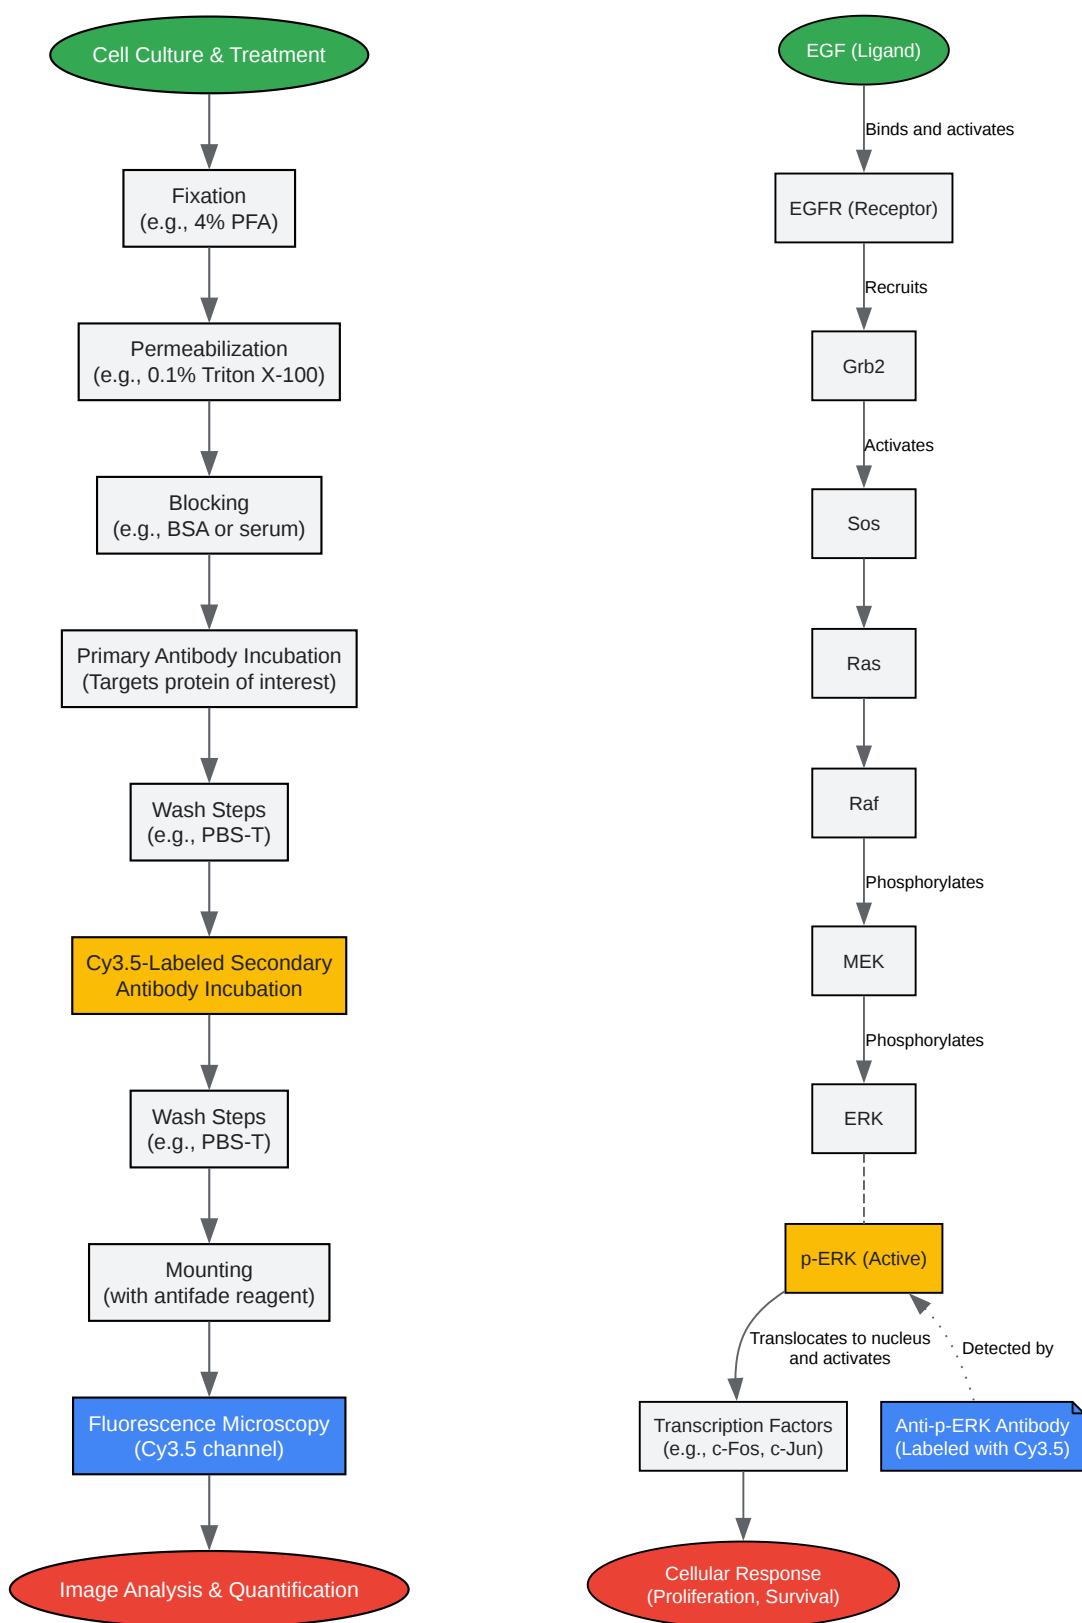 Cell Culture & Treatment
Fixation
(e.g., 4% PFA)
Permeabilization
(e.g., 0.1% Triton X-100)
Blocking
(e.g., BSA or serum)
Primary Antibody Incubation
(Targets protein of interest)
Wash Steps
(e.g., PBS-T)
Cy3.5-Labeled Secondary
Antibody Incubation
Wash Steps
(e.g., PBS-T)
Mounting
(with antifade reagent)
Fluorescence Microscopy
(Cy3.5 channel)
Image Analysis & Quantification
EGF (Ligand)
Binds and activates
EGFR (Receptor)
Recruits
Grb2
Activates
Sos
Ras
Raf
Phosphorylates
MEK
Phosphorylates
ERK
p-ERK (Active)
Translocates to nucleus
and activates
Detected by
Transcription Factors
(e.g., c-Fos, c-Jun)
Anti-p-ERK Antibody
(Labeled with Cy3.5)
Cellular Response
(Proliferation, Survival)